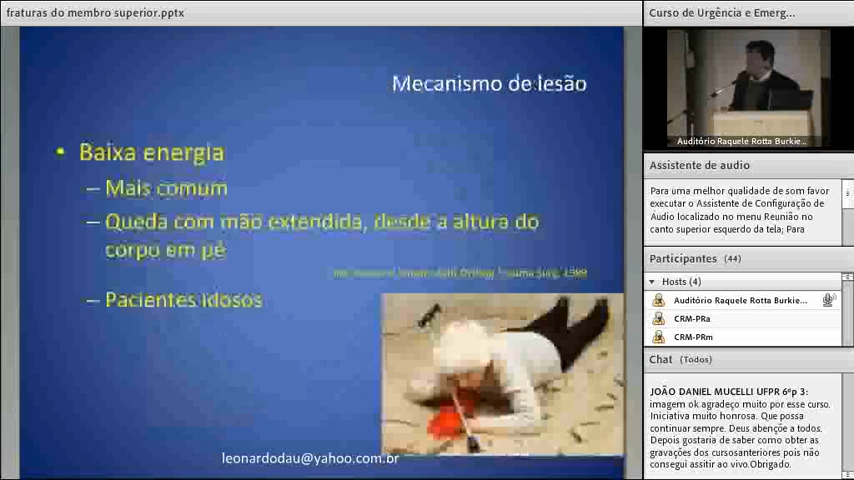 fraturas do membro superior.pptx
Mecanismo de lesão
• Baixa energia
– Mais comum
– Queda com mão extendida, desde a altura do
corpo em pé
Trauma Surg, 1989
– Pacientes idosos
leonardodau@yahoo.com.br
Curso de Urgência e Emerg...
Auditório Raquele Rotta Burkie...
Assistente de audio
Para uma melhor qualidade de som favor
executar o Assistente de Configuração de
Áudio localizado no menu Reunião no
canto superior esquerdo da tela; Para
Participantes (44)
Hosts (4)
Auditório Raquele Rotta Burkie...
CRM-PRa
CRM-PRm
Chat (Todos)
JOÃO DANIEL MUCELLI UFPR 6ºp 3:
imagem ok agradeço muito por esse curso.
Iniciativa muito honrosa. Que possa
continuar sempre. Deus abençõe a todos.
Depois gostaria de saber como obter as
gravações dos cursosanteriores pois não
consegui assitir ao vivo.Obrigado.